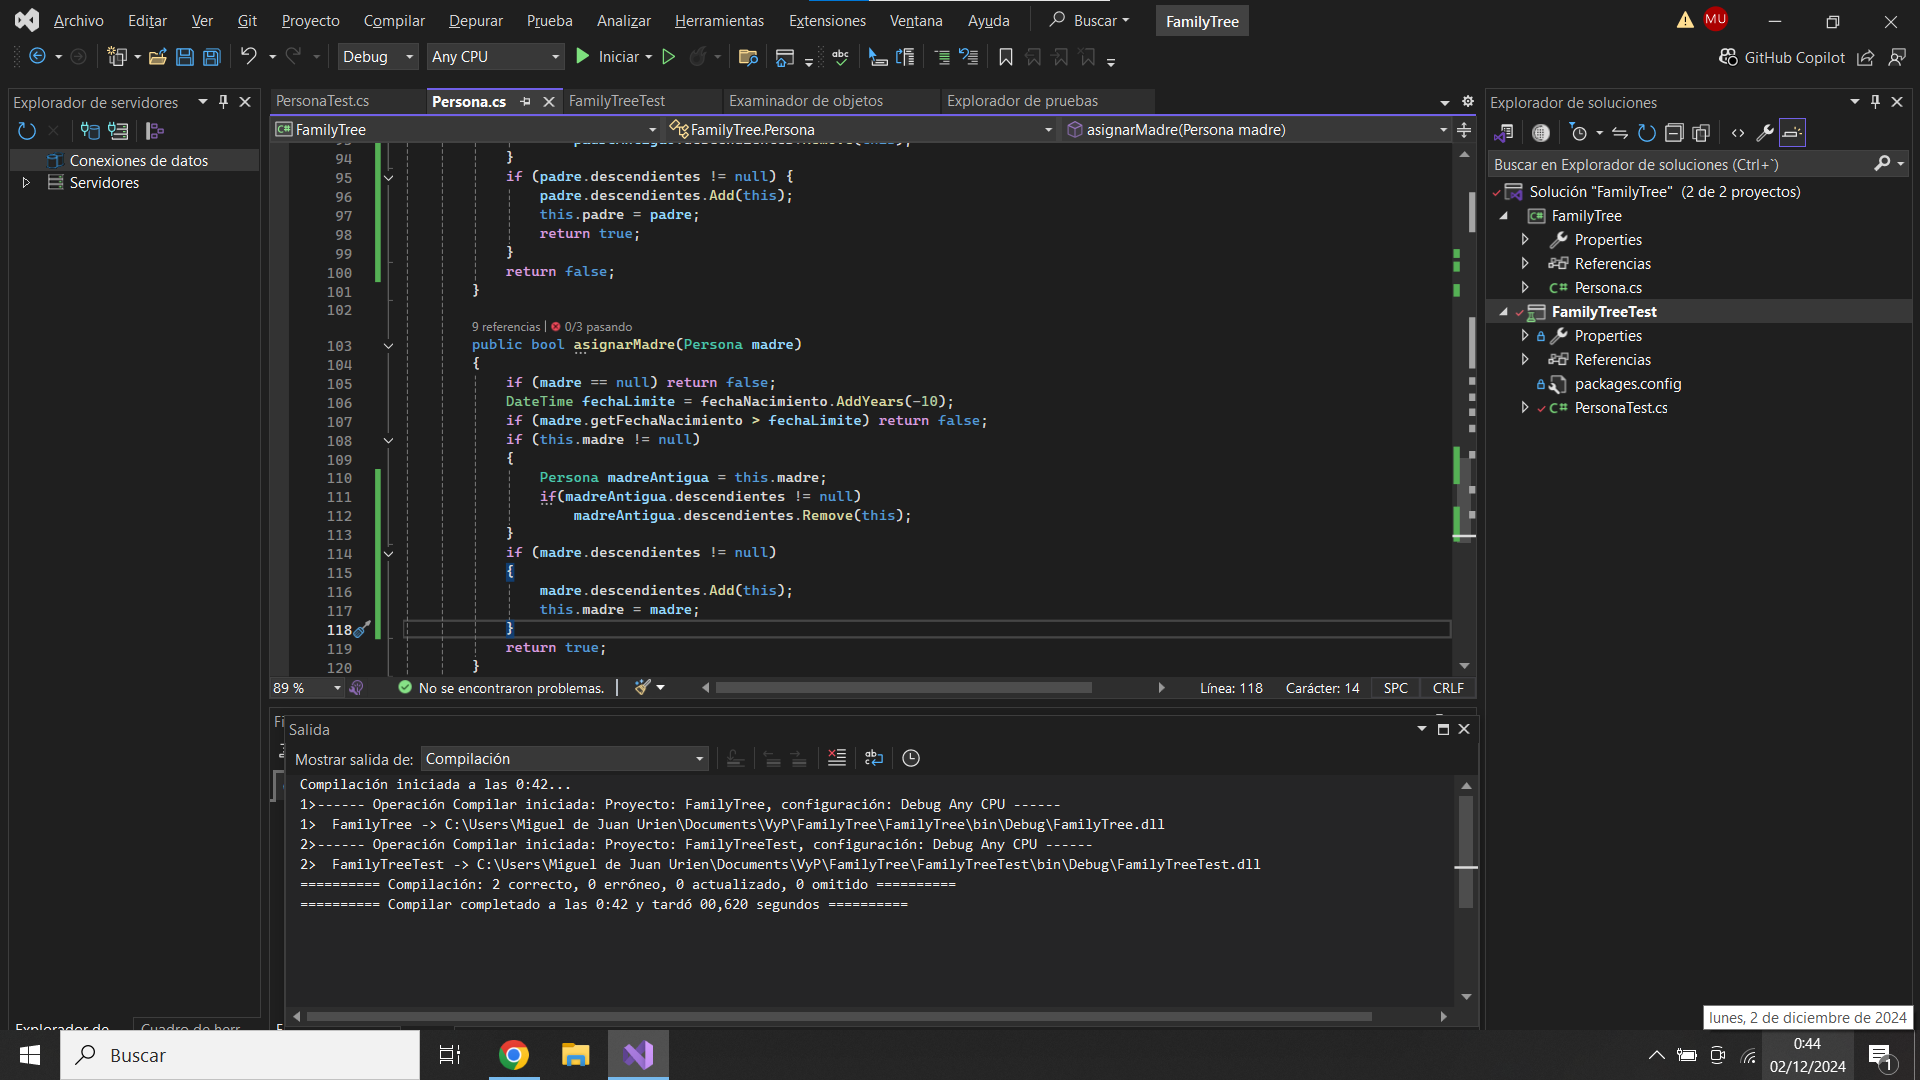 Archivo Editar Ver Git Proyecto Compilar Depurar Prueba Analizar Herramientas Extensiones Ventana Ayuda Buscar FamilyTree MU
Debug Any CPU Iniciar GitHub Copilot
Explorador de servidores
Conexiones de datos
Servidores
PersonaTest.cs Persona.cs FamilyTreeTest Examinador de objetos Explorador de pruebas
FamilyTree FamilyTree.Persona asignarMadre(Persona madre)
94 }
95 if (padre.descendientes != null) {
96 padre.descendientes.Add(this);
97 this.padre = padre;
98 return true;
99 }
100 return false;
101 }
102
9 referencias | 0/3 pasando
103 public bool asignarMadre(Persona madre)
104 {
105 if (madre == null) return false;
106 DateTime fechaLimite = fechaNacimiento.AddYears(-10);
107 if (madre.getFechaNacimiento > fechaLimite) return false;
108 if (this.madre != null)
109 {
110 Persona madreAntigua = this.madre;
111 if(madreAntigua.descendientes != null)
112 madreAntigua.descendientes.Remove(this);
113 }
114 if (madre.descendientes != null)
115 {
116 madre.descendientes.Add(this);
117 this.madre = madre;
118 }
119 return true;
120 }
89 % No se encontraron problemas. Línea: 118 Carácter: 14 SPC CRLF
Salida
Mostrar salida de: Compilación
Compilación iniciada a las 0:42...
1>------ Operación Compilar iniciada: Proyecto: FamilyTree, configuración: Debug Any CPU ------
1>  FamilyTree -> C:\Users\Miguel de Juan Urien\Documents\VyP\FamilyTree\FamilyTree\bin\Debug\FamilyTree.dll
2>------ Operación Compilar iniciada: Proyecto: FamilyTreeTest, configuración: Debug Any CPU ------
2>  FamilyTreeTest -> C:\Users\Miguel de Juan Urien\Documents\VyP\FamilyTree\FamilyTreeTest\bin\Debug\FamilyTreeTest.dll
========== Compilación: 2 correcto, 0 erróneo, 0 actualizado, 0 omitido ==========
========== Compilar completado a las 0:42 y tardó 00,620 segundos ==========
Explorador de soluciones
Buscar en Explorador de soluciones (Ctrl+`)
Solución "FamilyTree" (2 de 2 proyectos)
FamilyTree
Properties
Referencias
C# Persona.cs
FamilyTreeTest
Properties
Referencias
packages.config
C# PersonaTest.cs
lunes, 2 de diciembre de 2024
Buscar
0:44
02/12/2024
1